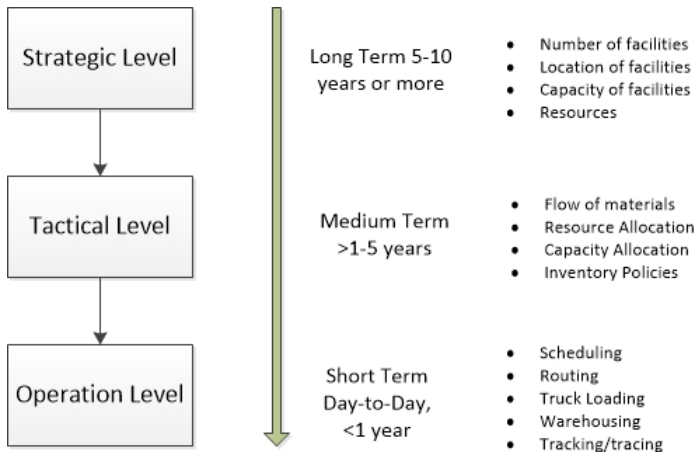 Strategic Level
Long Term 5-10
years or more
• Number of facilities
• Location of facilities
• Capacity of facilities
• Resources
Tactical Level
Medium Term
>1-5 years
• Flow of materials
• Resource Allocation
• Capacity Allocation
• Inventory Policies
Operation Level
Short Term
Day-to-Day,
<1 year
• Scheduling
• Routing
• Truck Loading
• Warehousing
• Tracking/tracing